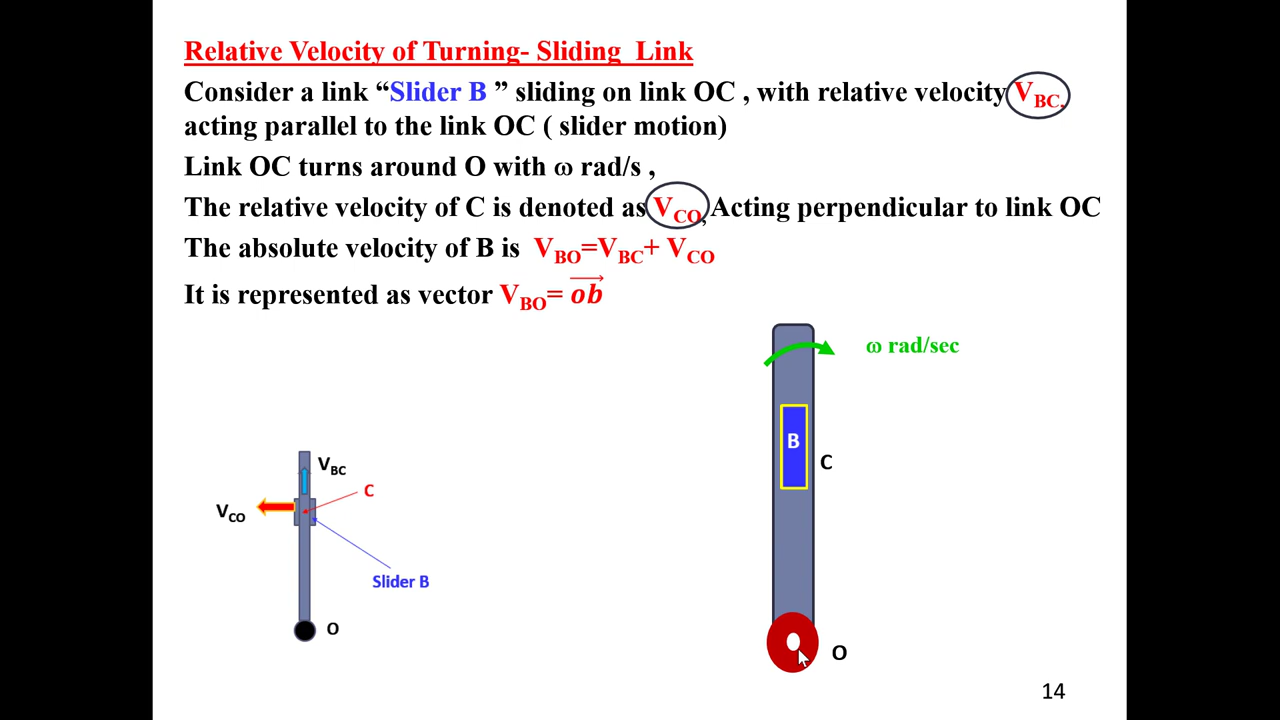 Relative Velocity of Turning- Sliding Link
Consider a link “Slider B ” sliding on link OC , with relative velocity VBC,
acting parallel to the link OC ( slider motion)
Link OC turns around O with ω rad/s ,
The relative velocity of C is denoted as VCO, Acting perpendicular to link OC
The absolute velocity of B is VBO=VBC+ VCO
It is represented as vector VBO= ob
ω rad/sec
B
C
O
VBC
C
VCO
Slider B
O
14